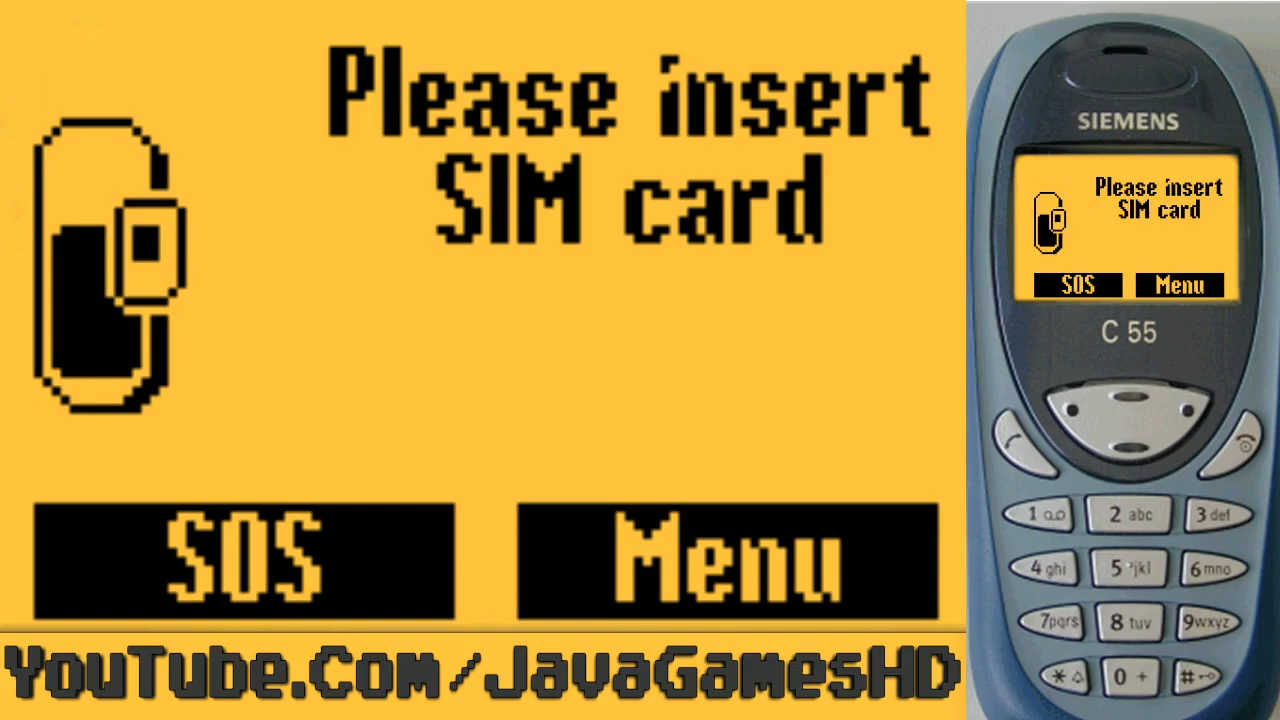 Please insert
SIM card
SOS
Menu
YouTube.Com/JavaGamesHD
SIEMENS
Please insert
SIM card
SOS
Menu
C 55
1
2 abc
3 def
4 ghi
5 jkl
6 mno
7pqrs
8 tuv
9wxyz
*
0 +
#